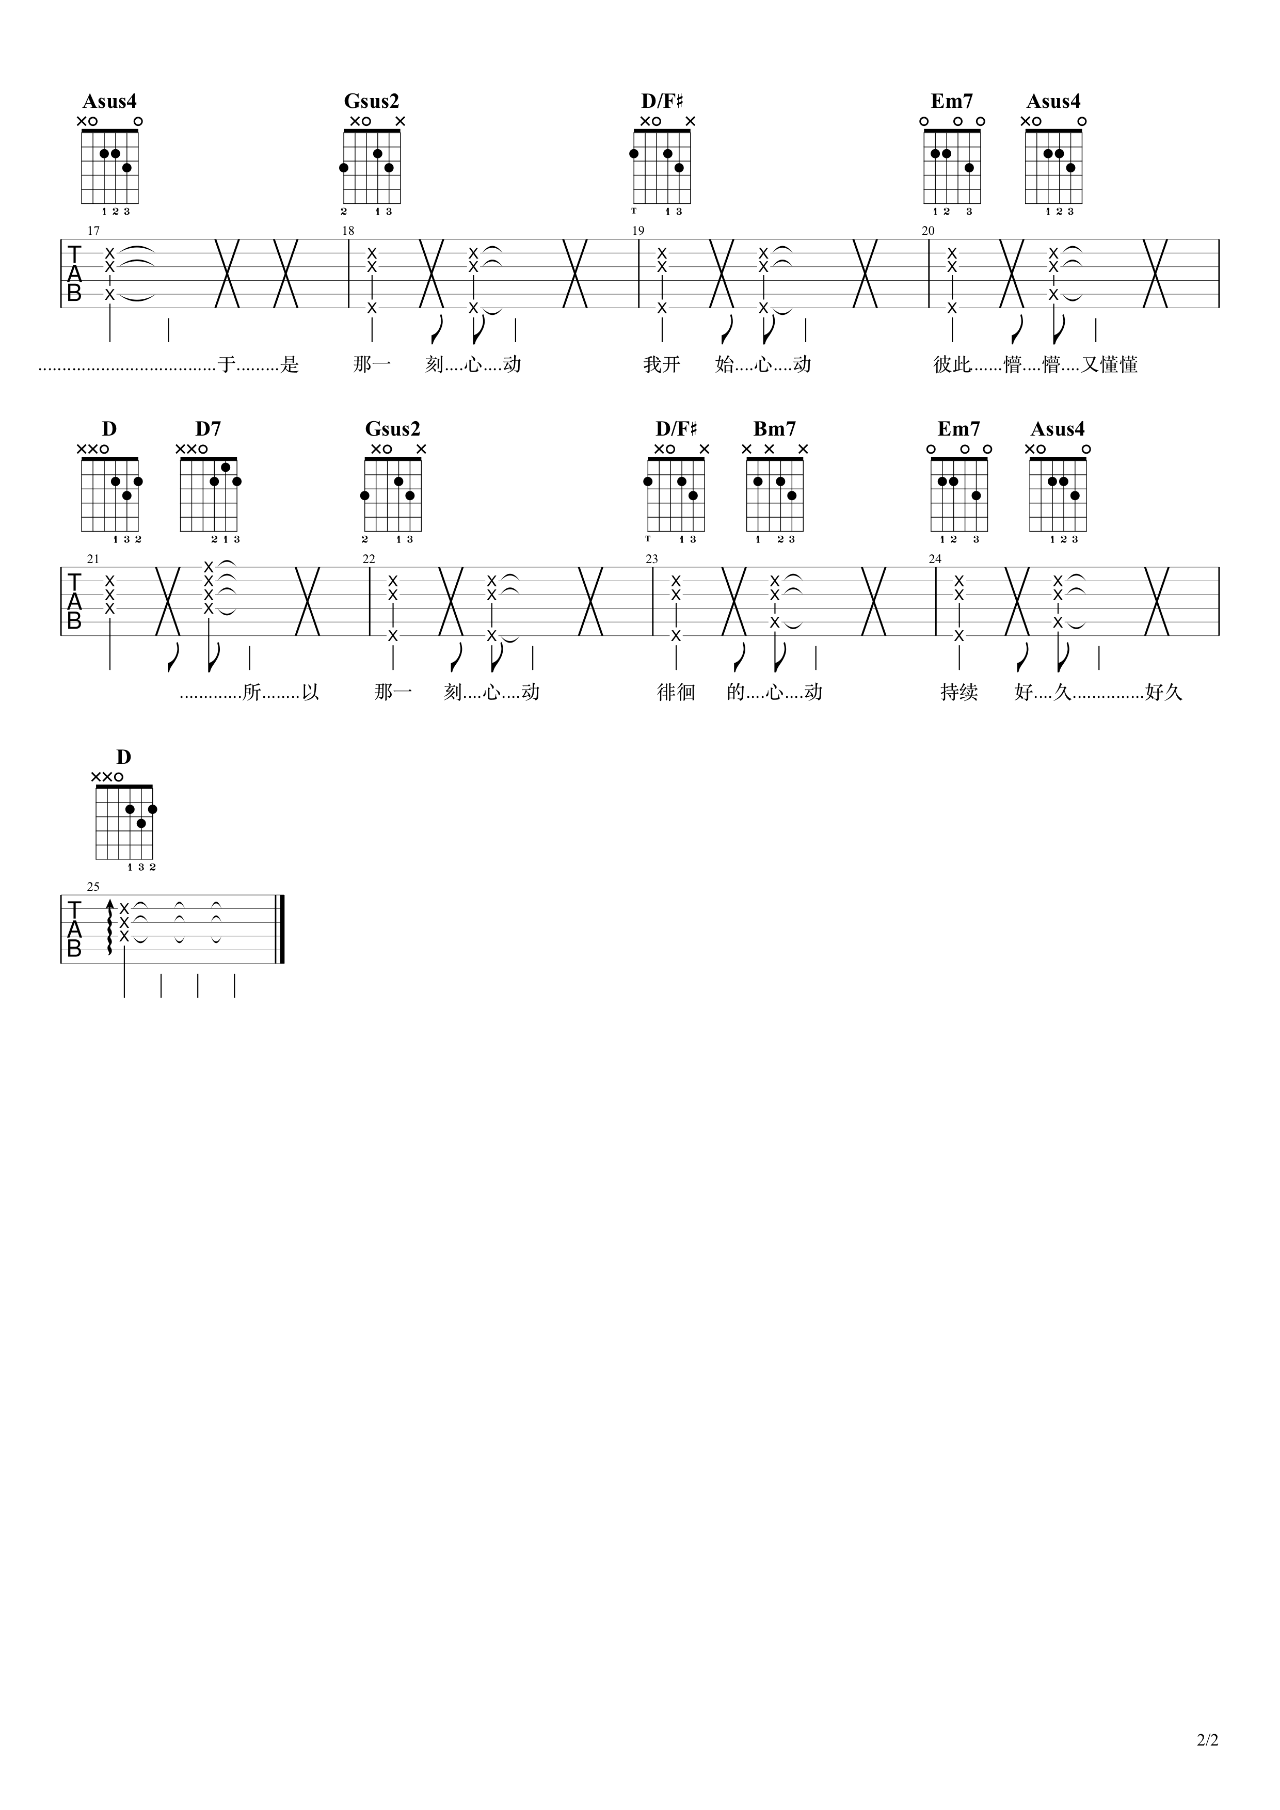 Asus4 Gsus2 D/F♯ Em7 Asus4
×○ ○ ×○ × ×○ × ○ ○ ○ ×○ ○
1 2 3 2 1 3 T 1 3 1 2 3 1 2 3
17 18 19 20
T A B
......................................于.........是 那一 刻....心....动 我开 始....心....动 彼此.......懵....懵....又懂懂
D D7 Gsus2 D/F♯ Bm7 Em7 Asus4
××○ ××○ ×○ × ×○ × × × × ○ ○ ○ ×○ ○
1 3 2 2 1 3 2 1 3 T 1 3 1 2 3 1 2 3 1 2 3
21 22 23 24
T A B
.............所........以 那一 刻....心....动 徘徊 的....心....动 持续 好....久...............好久
D
××○
1 3 2
25
T A B
2/2